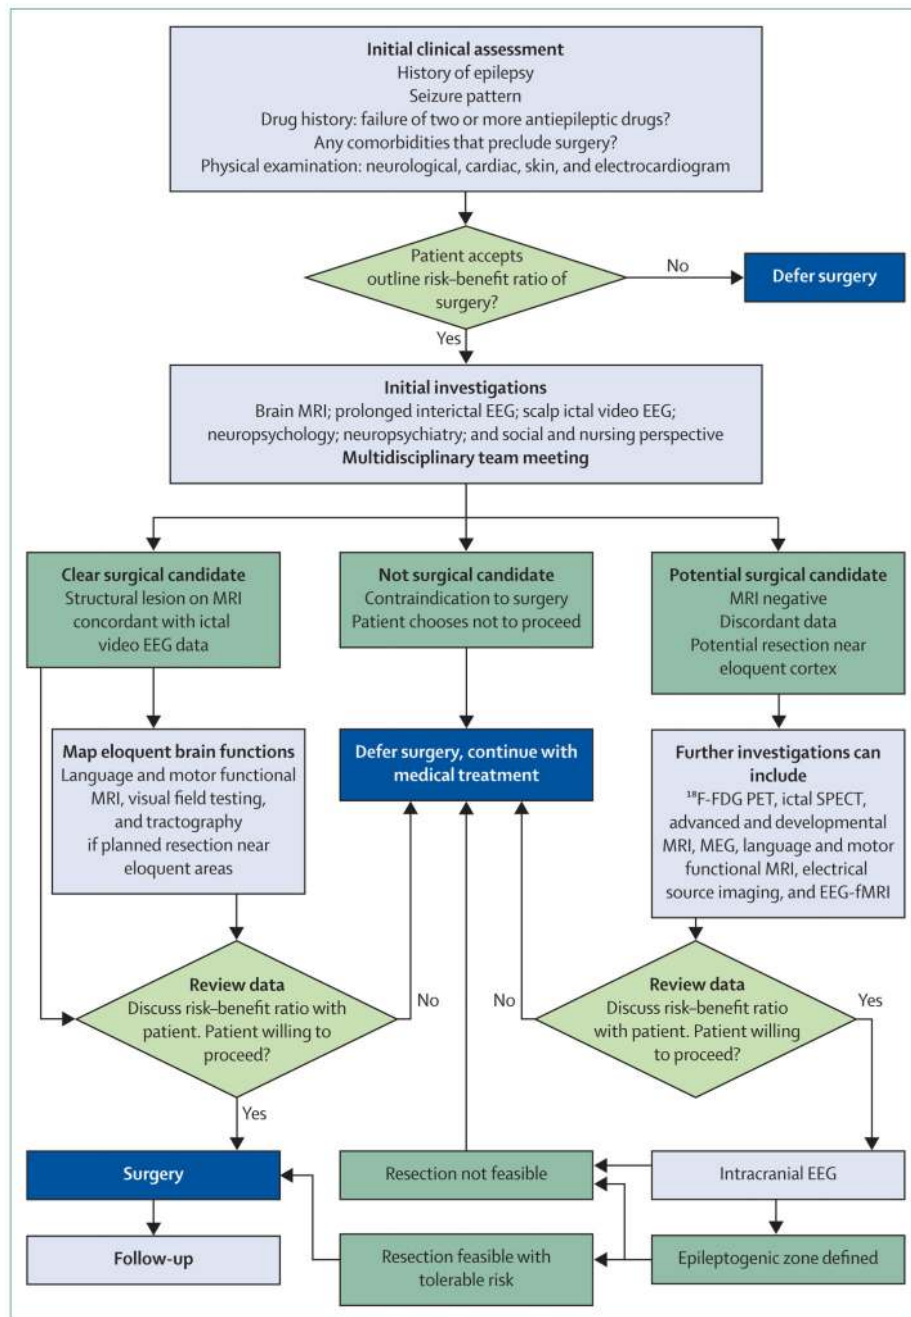 Initial clinical assessment
History of epilepsy
Seizure pattern
Drug history: failure of two or more antiepileptic drugs?
Any comorbidities that preclude surgery?
Physical examination: neurological, cardiac, skin, and electrocardiogram
Patient accepts
outline risk–benefit ratio of
surgery?
No
Defer surgery
Yes
Initial investigations
Brain MRI; prolonged interictal EEG; scalp ictal video EEG;
neuropsychology; neuropsychiatry; and social and nursing perspective
Multidisciplinary team meeting
Clear surgical candidate
Structural lesion on MRI
concordant with ictal
video EEG data
Not surgical candidate
Contraindication to surgery
Patient chooses not to proceed
Potential surgical candidate
MRI negative
Discordant data
Potential resection near
eloquent cortex
Map eloquent brain functions
Language and motor functional
MRI, visual field testing,
and tractography
if planned resection near
eloquent areas
Defer surgery, continue with
medical treatment
Further investigations can
include
¹⁸F-FDG PET, ictal SPECT,
advanced and developmental
MRI, MEG, language and motor
functional MRI, electrical
source imaging, and EEG-fMRI
Review data
Discuss risk–benefit ratio with
patient. Patient willing to
proceed?
No
Yes
No
Review data
Discuss risk–benefit ratio
with patient. Patient willing
to proceed?
Yes
Surgery
Resection not feasible
Intracranial EEG
Follow-up
Resection feasible with
tolerable risk
Epileptogenic zone defined